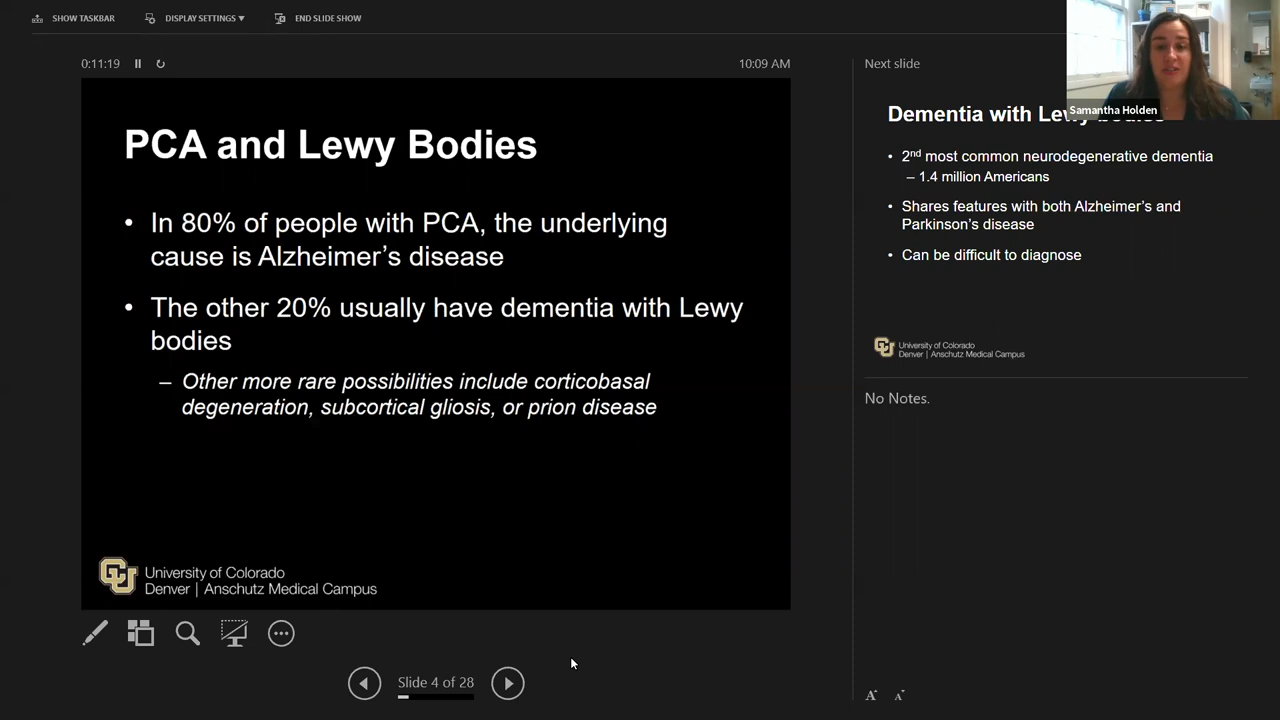 SHOW TASKBAR
DISPLAY SETTINGS ▼
END SLIDE SHOW
0:11:19
10:09 AM
PCA and Lewy Bodies
• In 80% of people with PCA, the underlying
cause is Alzheimer's disease
• The other 20% usually have dementia with Lewy
bodies
– Other more rare possibilities include corticobasal
degeneration, subcortical gliosis, or prion disease
CU
University of Colorado
Denver | Anschutz Medical Campus
Slide 4 of 28
Next slide
Samantha Holden
Dementia with Lewy bodies
• 2nd most common neurodegenerative dementia
– 1.4 million Americans
• Shares features with both Alzheimer's and
Parkinson's disease
• Can be difficult to diagnose
CU
University of Colorado
Denver | Anschutz Medical Campus
No Notes.
A
A